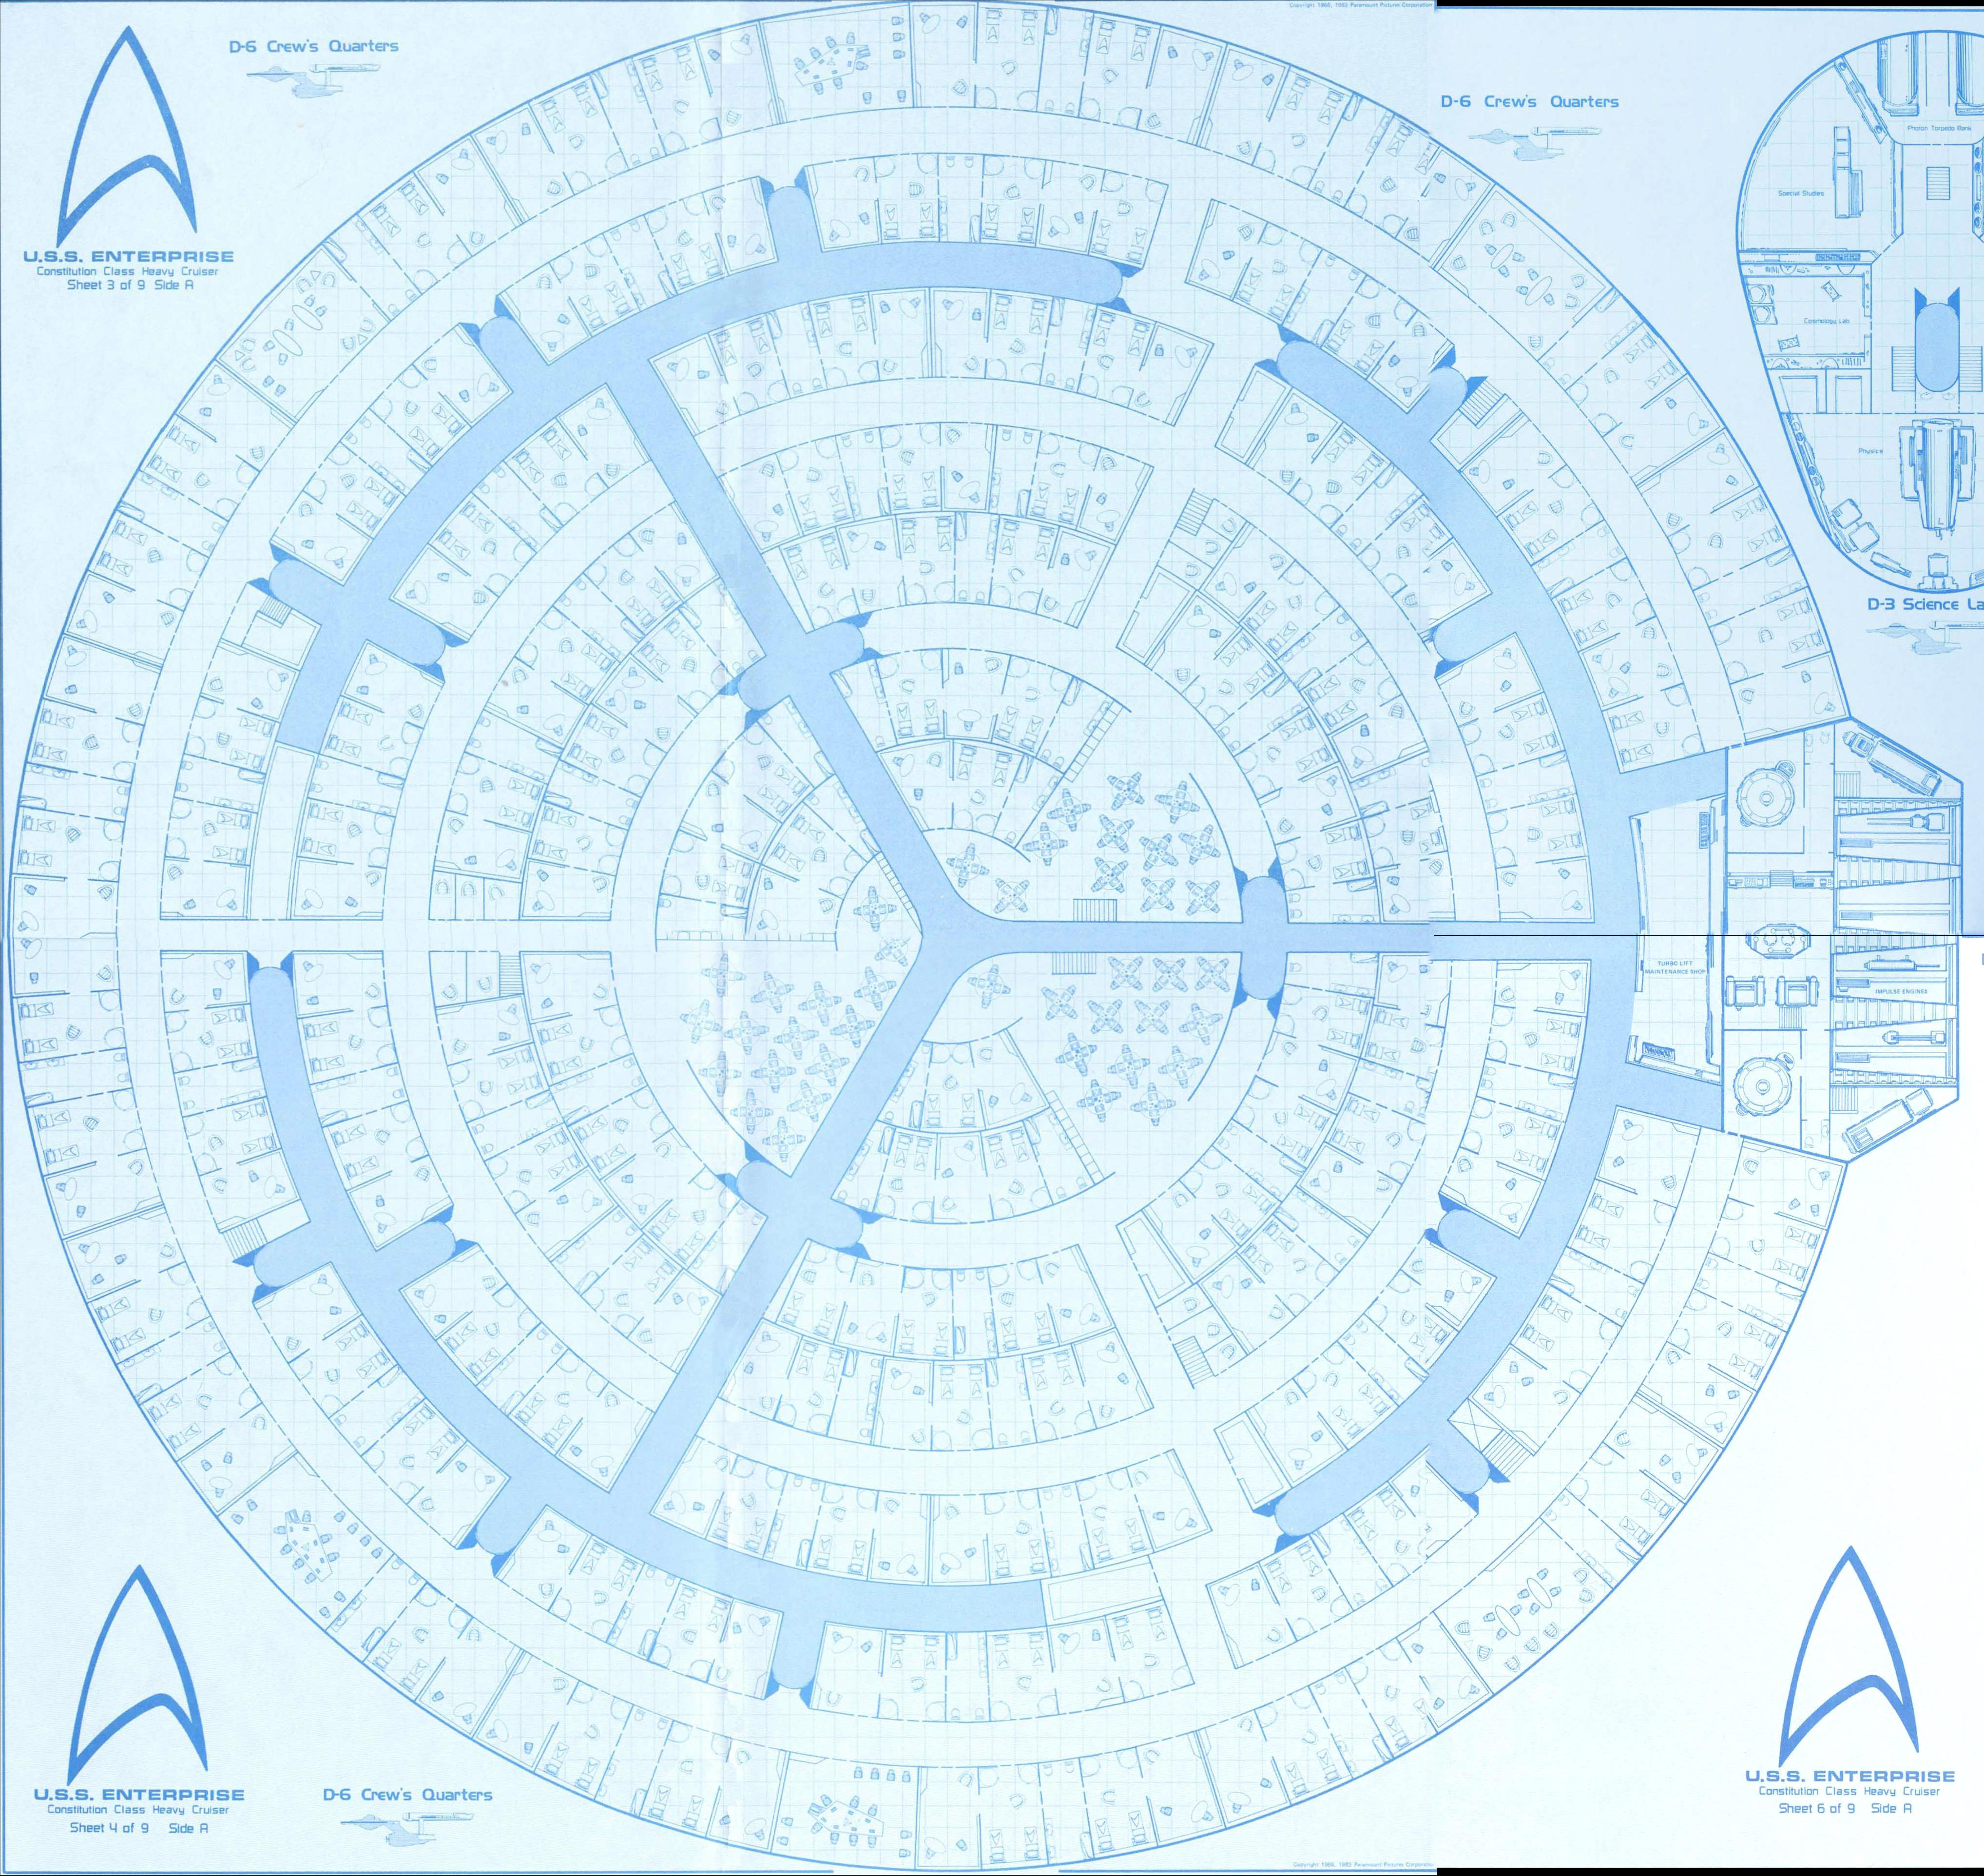 Copyright 1966, 1983 Paramount Pictures Corporation
D-6 Crew's Quarters
U.S.S. ENTERPRISE
Constitution Class Heavy Cruiser
Sheet 3 of 9 Side A
D-6 Crew's Quarters
Photon Torpedo Bank
Special Studies
Cosmology Lab
Physics
D-3 Science La
TURBO LIFT
MAINTENANCE SHOP
IMPULSE ENGINES
U.S.S. ENTERPRISE
Constitution Class Heavy Cruiser
Sheet 4 of 9 Side A
D-6 Crew's Quarters
U.S.S. ENTERPRISE
Constitution Class Heavy Cruiser
Sheet 6 of 9 Side A
Copyright 1966, 1983 Paramount Pictures Corporatio